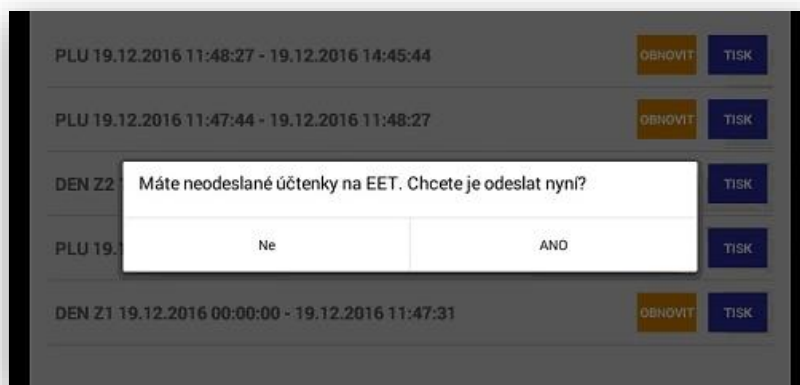 PLU 19.12.2016 11:48:27 - 19.12.2016 14:45:44 OBNOVIT TISK
PLU 19.12.2016 11:47:44 - 19.12.2016 11:48:27 OBNOVIT TISK
DEN Z2 TISK
Máte neodeslané účtenky na EET. Chcete je odeslat nyní?
PLU 19. TISK
Ne ANO
DEN Z1 19.12.2016 00:00:00 - 19.12.2016 11:47:31 OBNOVIT TISK